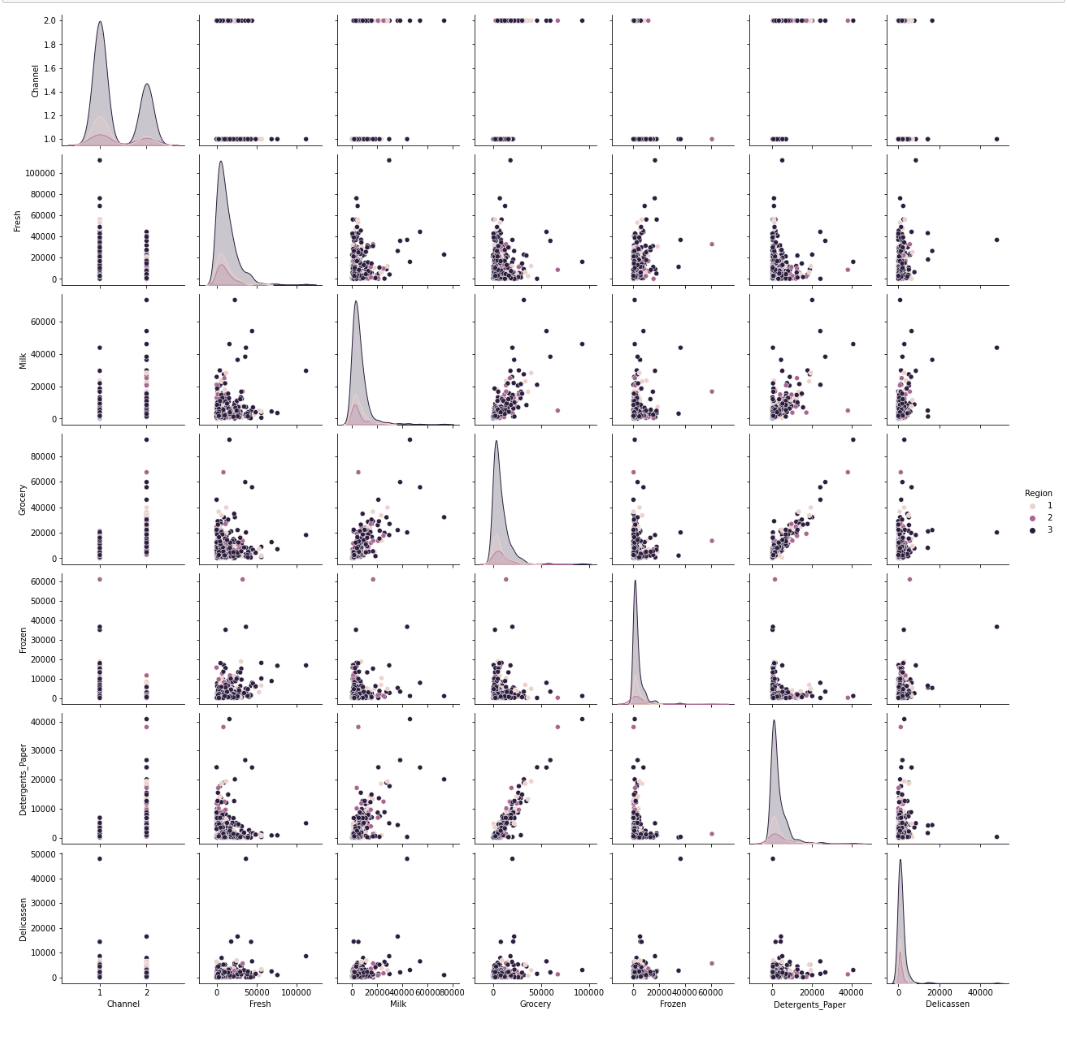 2.0
1.8
1.6
1.4
1.2
1.0
Channel
100000
80000
60000
40000
20000
0
Fresh
60000
40000
20000
0
Milk
80000
60000
40000
20000
0
Grocery
Region
1
2
3
60000
50000
40000
30000
20000
10000
0
Frozen
40000
30000
20000
10000
0
Detergents_Paper
50000
40000
30000
20000
10000
0
Delicassen
1 2
Channel
0 50000 100000
Fresh
0 20000 40000 60000 80000
Milk
0 50000 100000
Grocery
0 20000 40000 60000
Frozen
0 20000 40000
Detergents_Paper
0 20000 40000
Delicassen